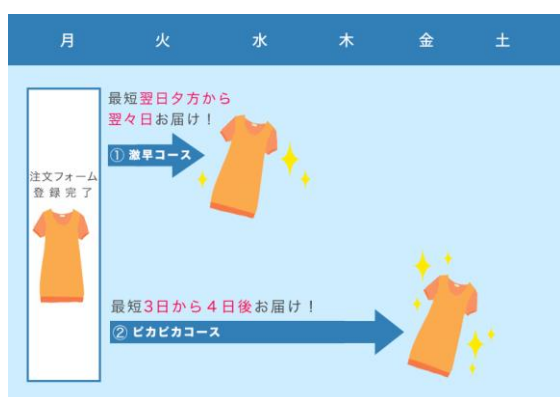 月 火 水 木 金 土
最短翌日夕方から
翌々日お届け！
① 激早コース
注文フォーム
登録完了
最短3日から4日後お届け！
② ピカピカコース